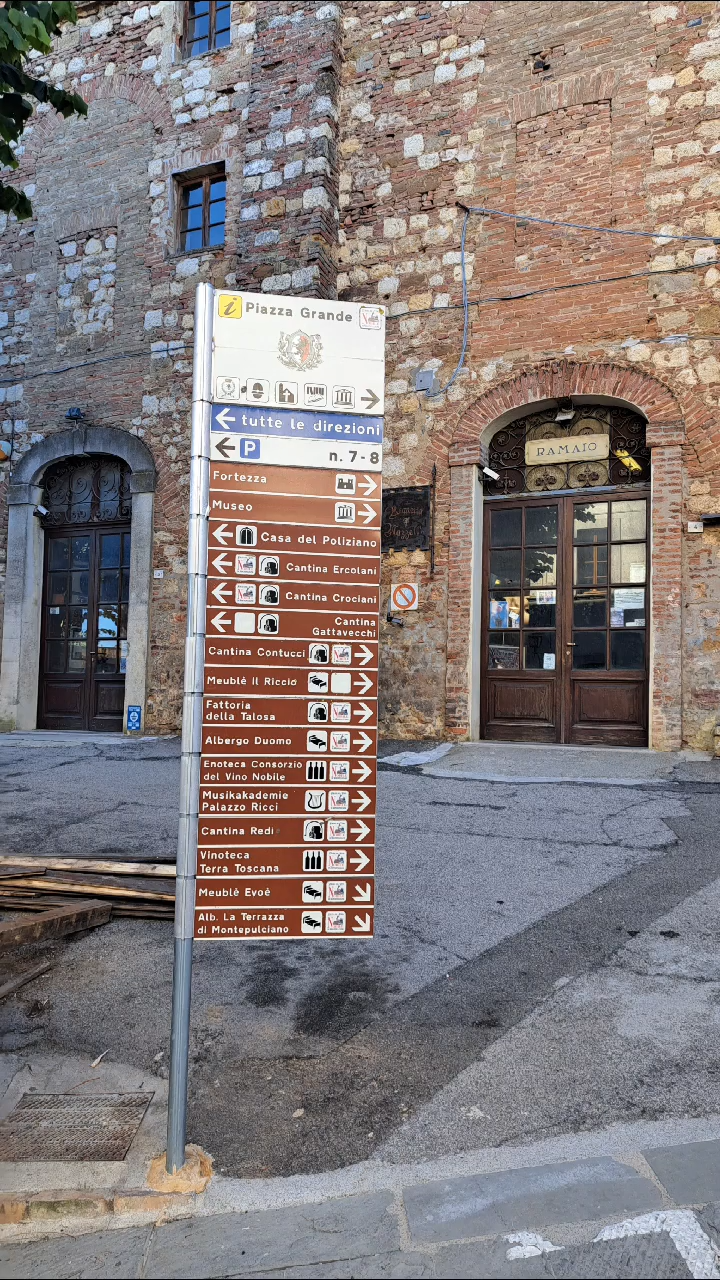 i Piazza Grande
tutte le direzioni
P n. 7-8
Fortezza
Museo
Casa del Poliziano
Cantina Ercolani
Cantina Crociani
Cantina
Gattavecchi
Cantina Contucci
Meublè Il Riccio
Fattoria
della Talosa
Albergo Duomo
Enoteca Consorzio
del Vino Nobile
Musikakademie
Palazzo Ricci
Cantina Redi
Vinoteca
Terra Toscana
Meublè Evoè
Alb. La Terrazza
di Montepulciano
RAMAIO
4